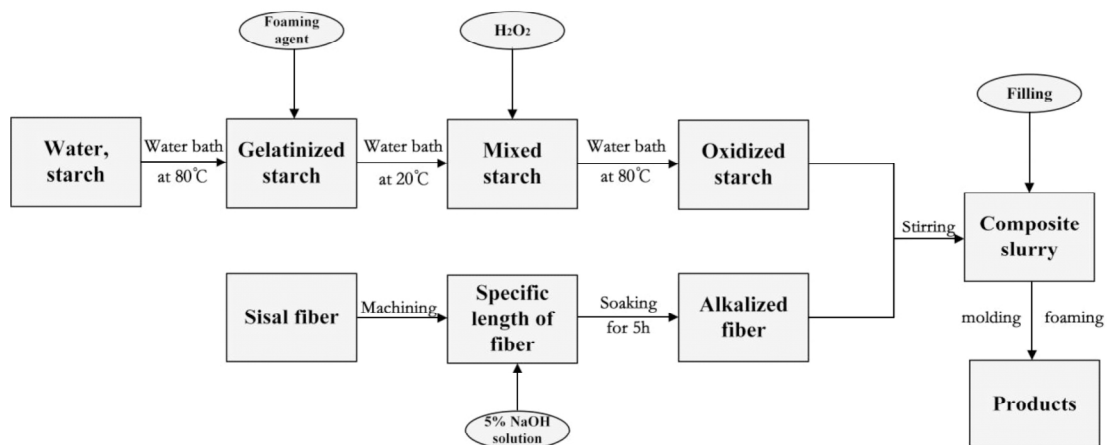 Foaming
agent
H2O2
Filling
Water,
starch
Water bath
at 80℃
Gelatinized
starch
Water bath
at 20℃
Mixed
starch
Water bath
at 80℃
Oxidized
starch
Stirring
Composite
slurry
Sisal fiber
Machining
Specific
length of
fiber
Soaking
for 5h
Alkalized
fiber
molding
foaming
5% NaOH
solution
Products